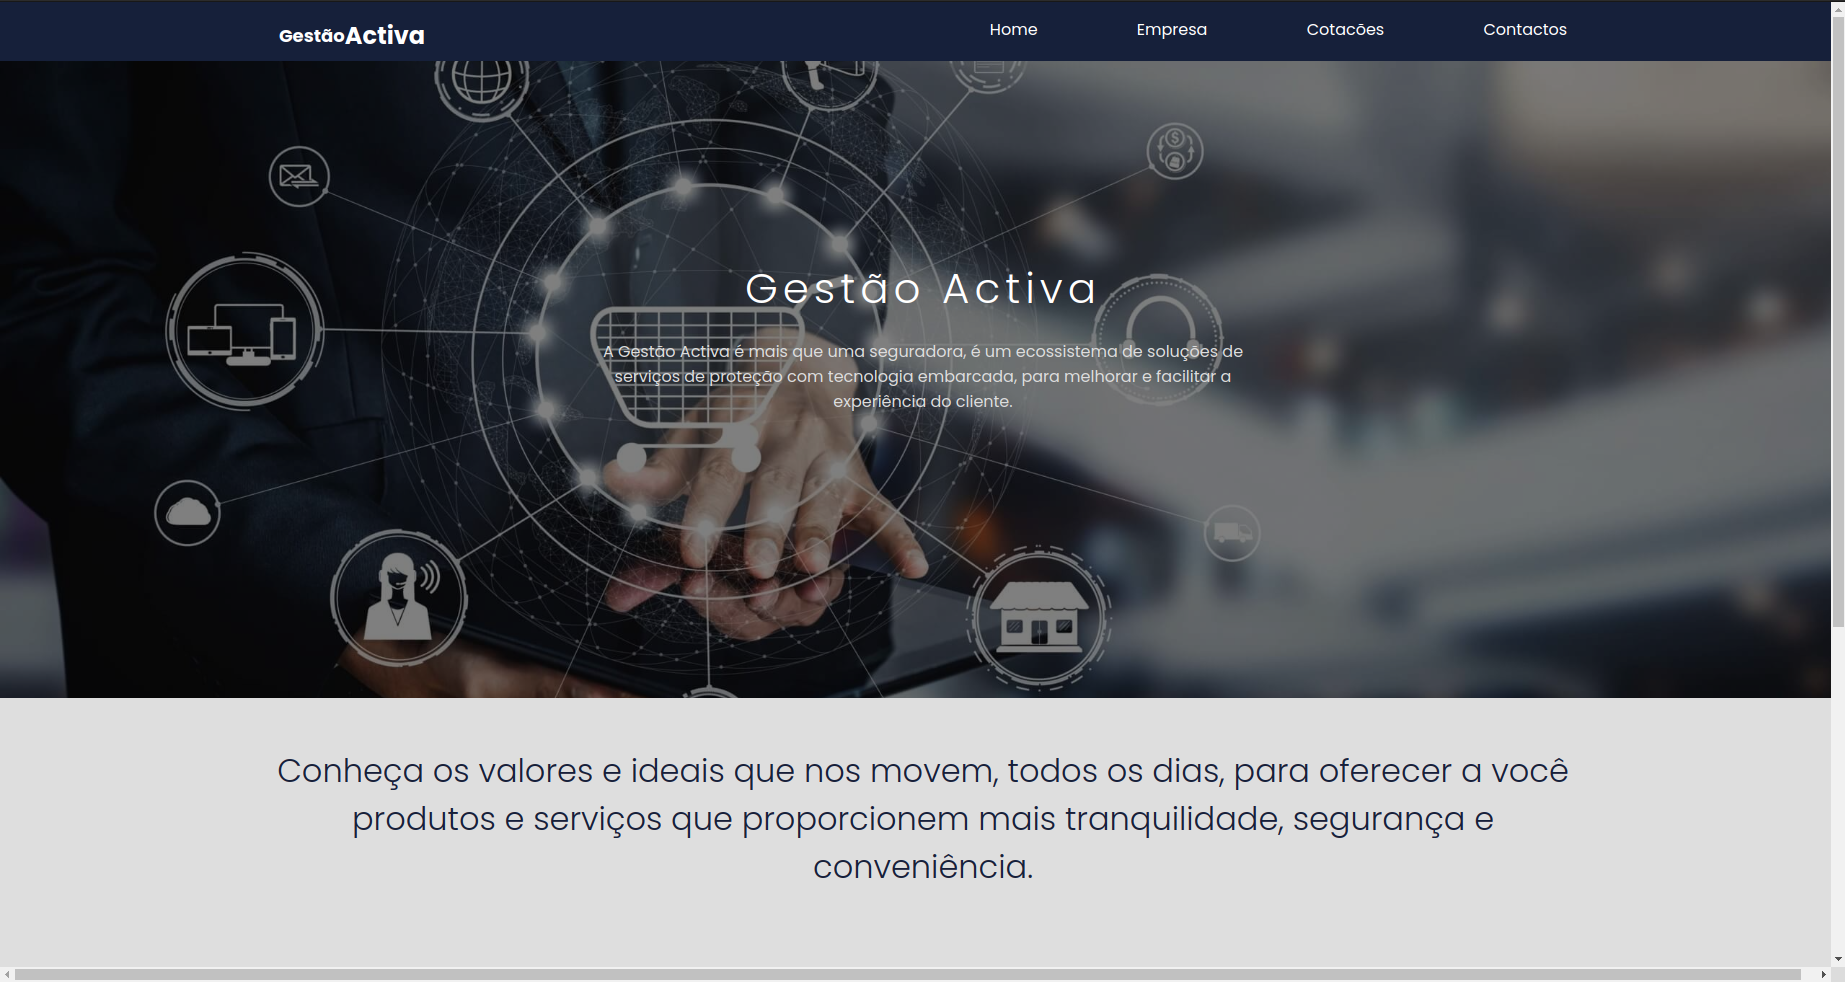 GestãoActiva
Home Empresa Cotacões Contactos
Gestão Activa
A Gestão Activa é mais que uma seguradora, é um ecossistema de soluções de
serviços de proteção com tecnologia embarcada, para melhorar e facilitar a
experiência do cliente.
Conheça os valores e ideais que nos movem, todos os dias, para oferecer a você
produtos e serviços que proporcionem mais tranquilidade, segurança e
conveniência.